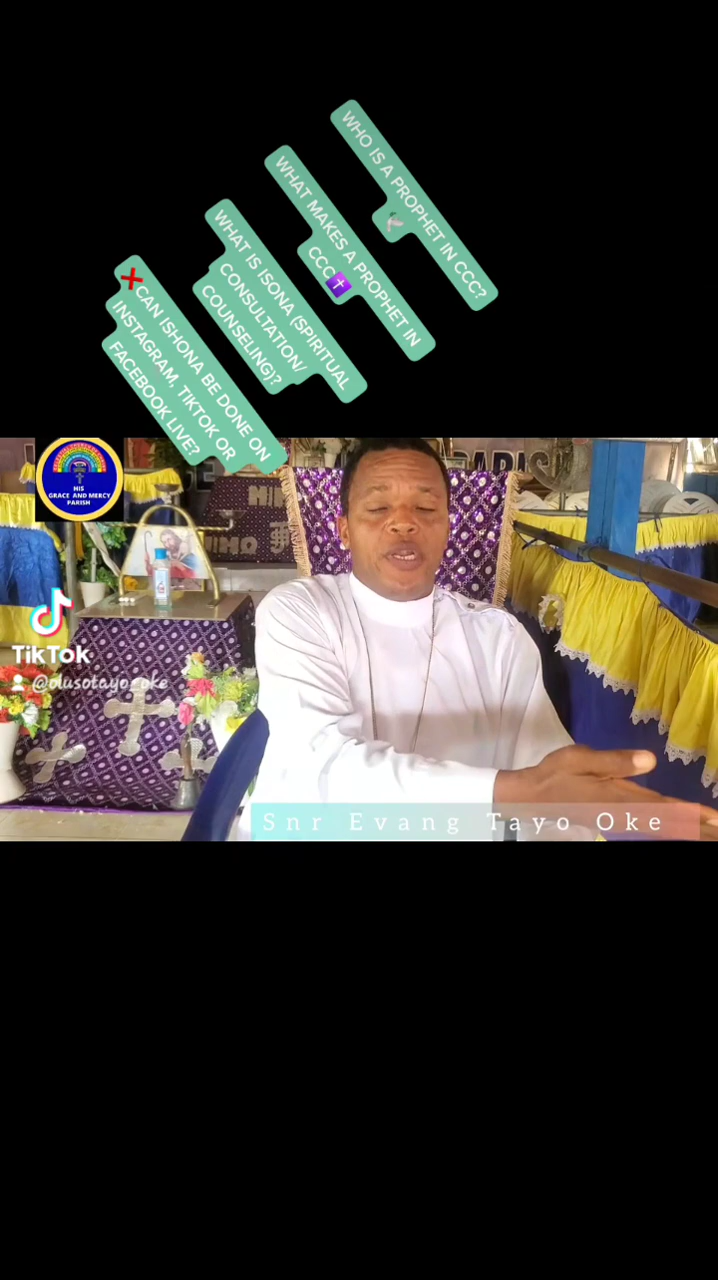 WHO IS A PROPHET IN CCC?
WHAT MAKES A PROPHET IN
CCC
WHAT IS ISONA (SPIRITUAL
CONSULTATION/
COUNSELING)?
CAN ISHONA BE DONE ON
INSTAGRAM, TIKTOK OR
FACEBOOK LIVE?
HIS
GRACE AND MERCY
PARISH
TikTok
@olusotayo_oke
Snr Evang Tayo Oke